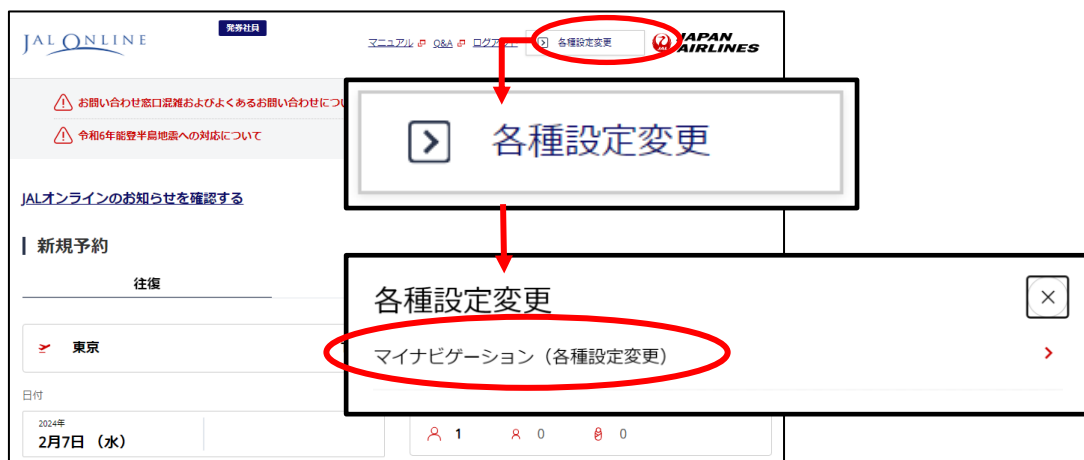 JAL ONLINE
発券社員
マニュアル Q&A ログアウト 各種設定変更
JAL JAPAN AIRLINES
お問い合わせ窓口混雑およびよくあるお問い合わせについ
令和6年能登半島地震への対応について
各種設定変更
JALオンラインのお知らせを確認する
新規予約
往復
各種設定変更
マイナビゲーション（各種設定変更）
東京
日付
2024年
2月7日 （水）
1 0 0